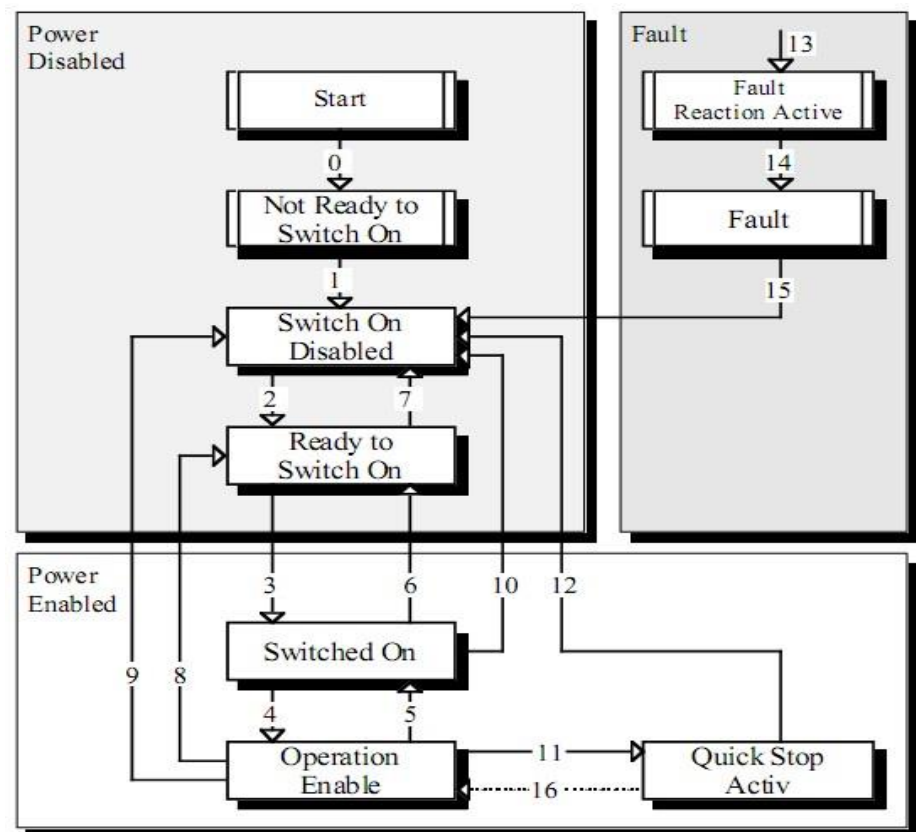 Power
Disabled
Start
0
Not Ready to
Switch On
1
Switch On
Disabled
2
7
Ready to
Switch On
Fault
13
Fault
Reaction Active
14
Fault
15
Power
Enabled
3
6
10
12
Switched On
9
8
4
5
Operation
Enable
11
16
Quick Stop
Activ